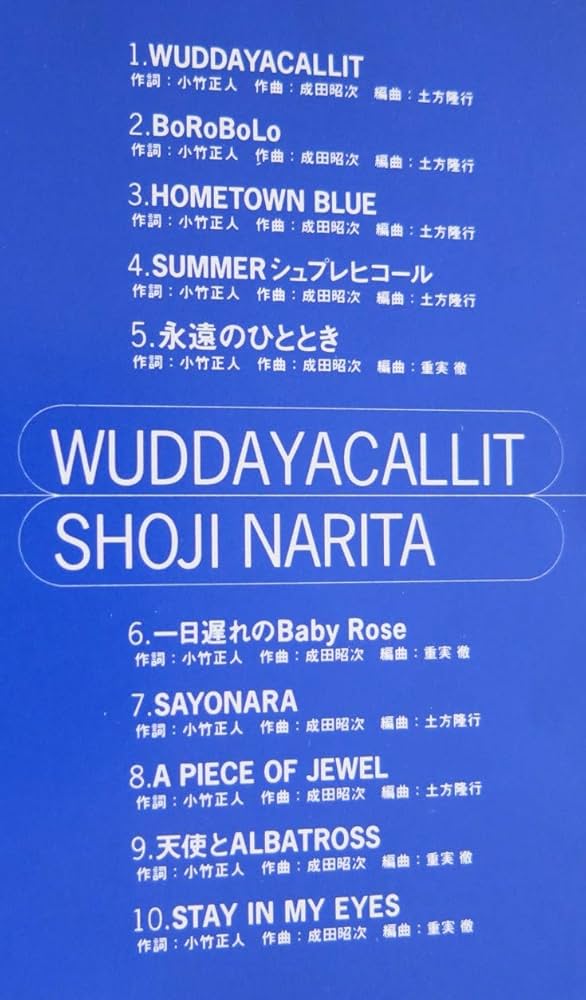 1.WUDDAYACALLIT
作詞：小竹正人 作曲：成田昭次 編曲：土方隆行
2.BoRoBoLo
作詞：小竹正人 作曲：成田昭次 編曲：土方隆行
3.HOMETOWN BLUE
作詞：小竹正人 作曲：成田昭次 編曲：土方隆行
4.SUMMERシュプレヒコール
作詞：小竹正人 作曲：成田昭次 編曲：土方隆行
5.永遠のひととき
作詞：小竹正人 作曲：成田昭次 編曲：重実 徹
WUDDAYACALLIT
SHOJI NARITA
6.一日遅れのBaby Rose
作詞：小竹正人 作曲：成田昭次 編曲：重実 徹
7.SAYONARA
作詞：小竹正人 作曲：成田昭次 編曲：土方隆行
8.A PIECE OF JEWEL
作詞：小竹正人 作曲：成田昭次 編曲：土方隆行
9.天使とALBATROSS
作詞：小竹正人 作曲：成田昭次 編曲：重実 徹
10.STAY IN MY EYES
作詞：小竹正人 作曲：成田昭次 編曲：重実 徹